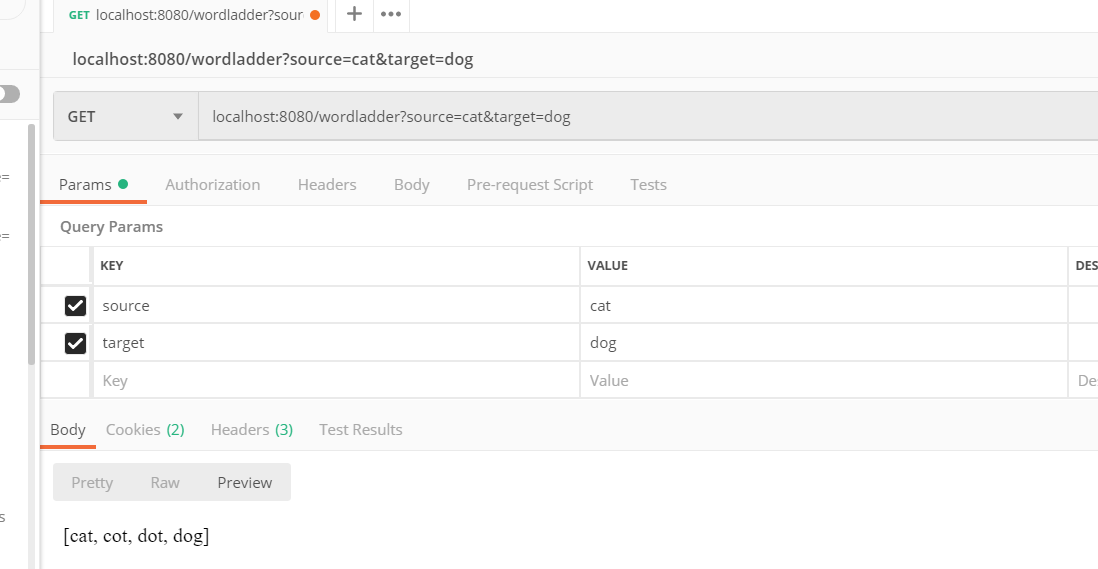 GET localhost:8080/wordladder?sour
localhost:8080/wordladder?source=cat&target=dog
GET localhost:8080/wordladder?source=cat&target=dog
Params Authorization Headers Body Pre-request Script Tests
Query Params
KEY VALUE DES
source cat
target dog
Key Value Des
Body Cookies (2) Headers (3) Test Results
Pretty Raw Preview
[cat, cot, dot, dog]